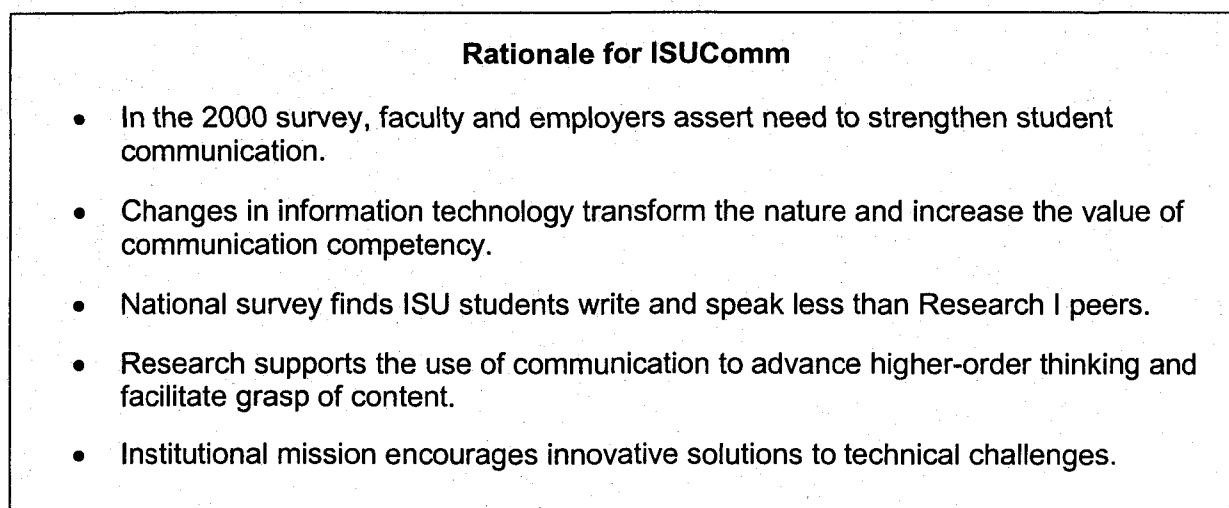 Rationale for ISUComm
• In the 2000 survey, faculty and employers assert need to strengthen student
communication.
• Changes in information technology transform the nature and increase the value of
communication competency.
• National survey finds ISU students write and speak less than Research I peers.
• Research supports the use of communication to advance higher-order thinking and
facilitate grasp of content.
• Institutional mission encourages innovative solutions to technical challenges.